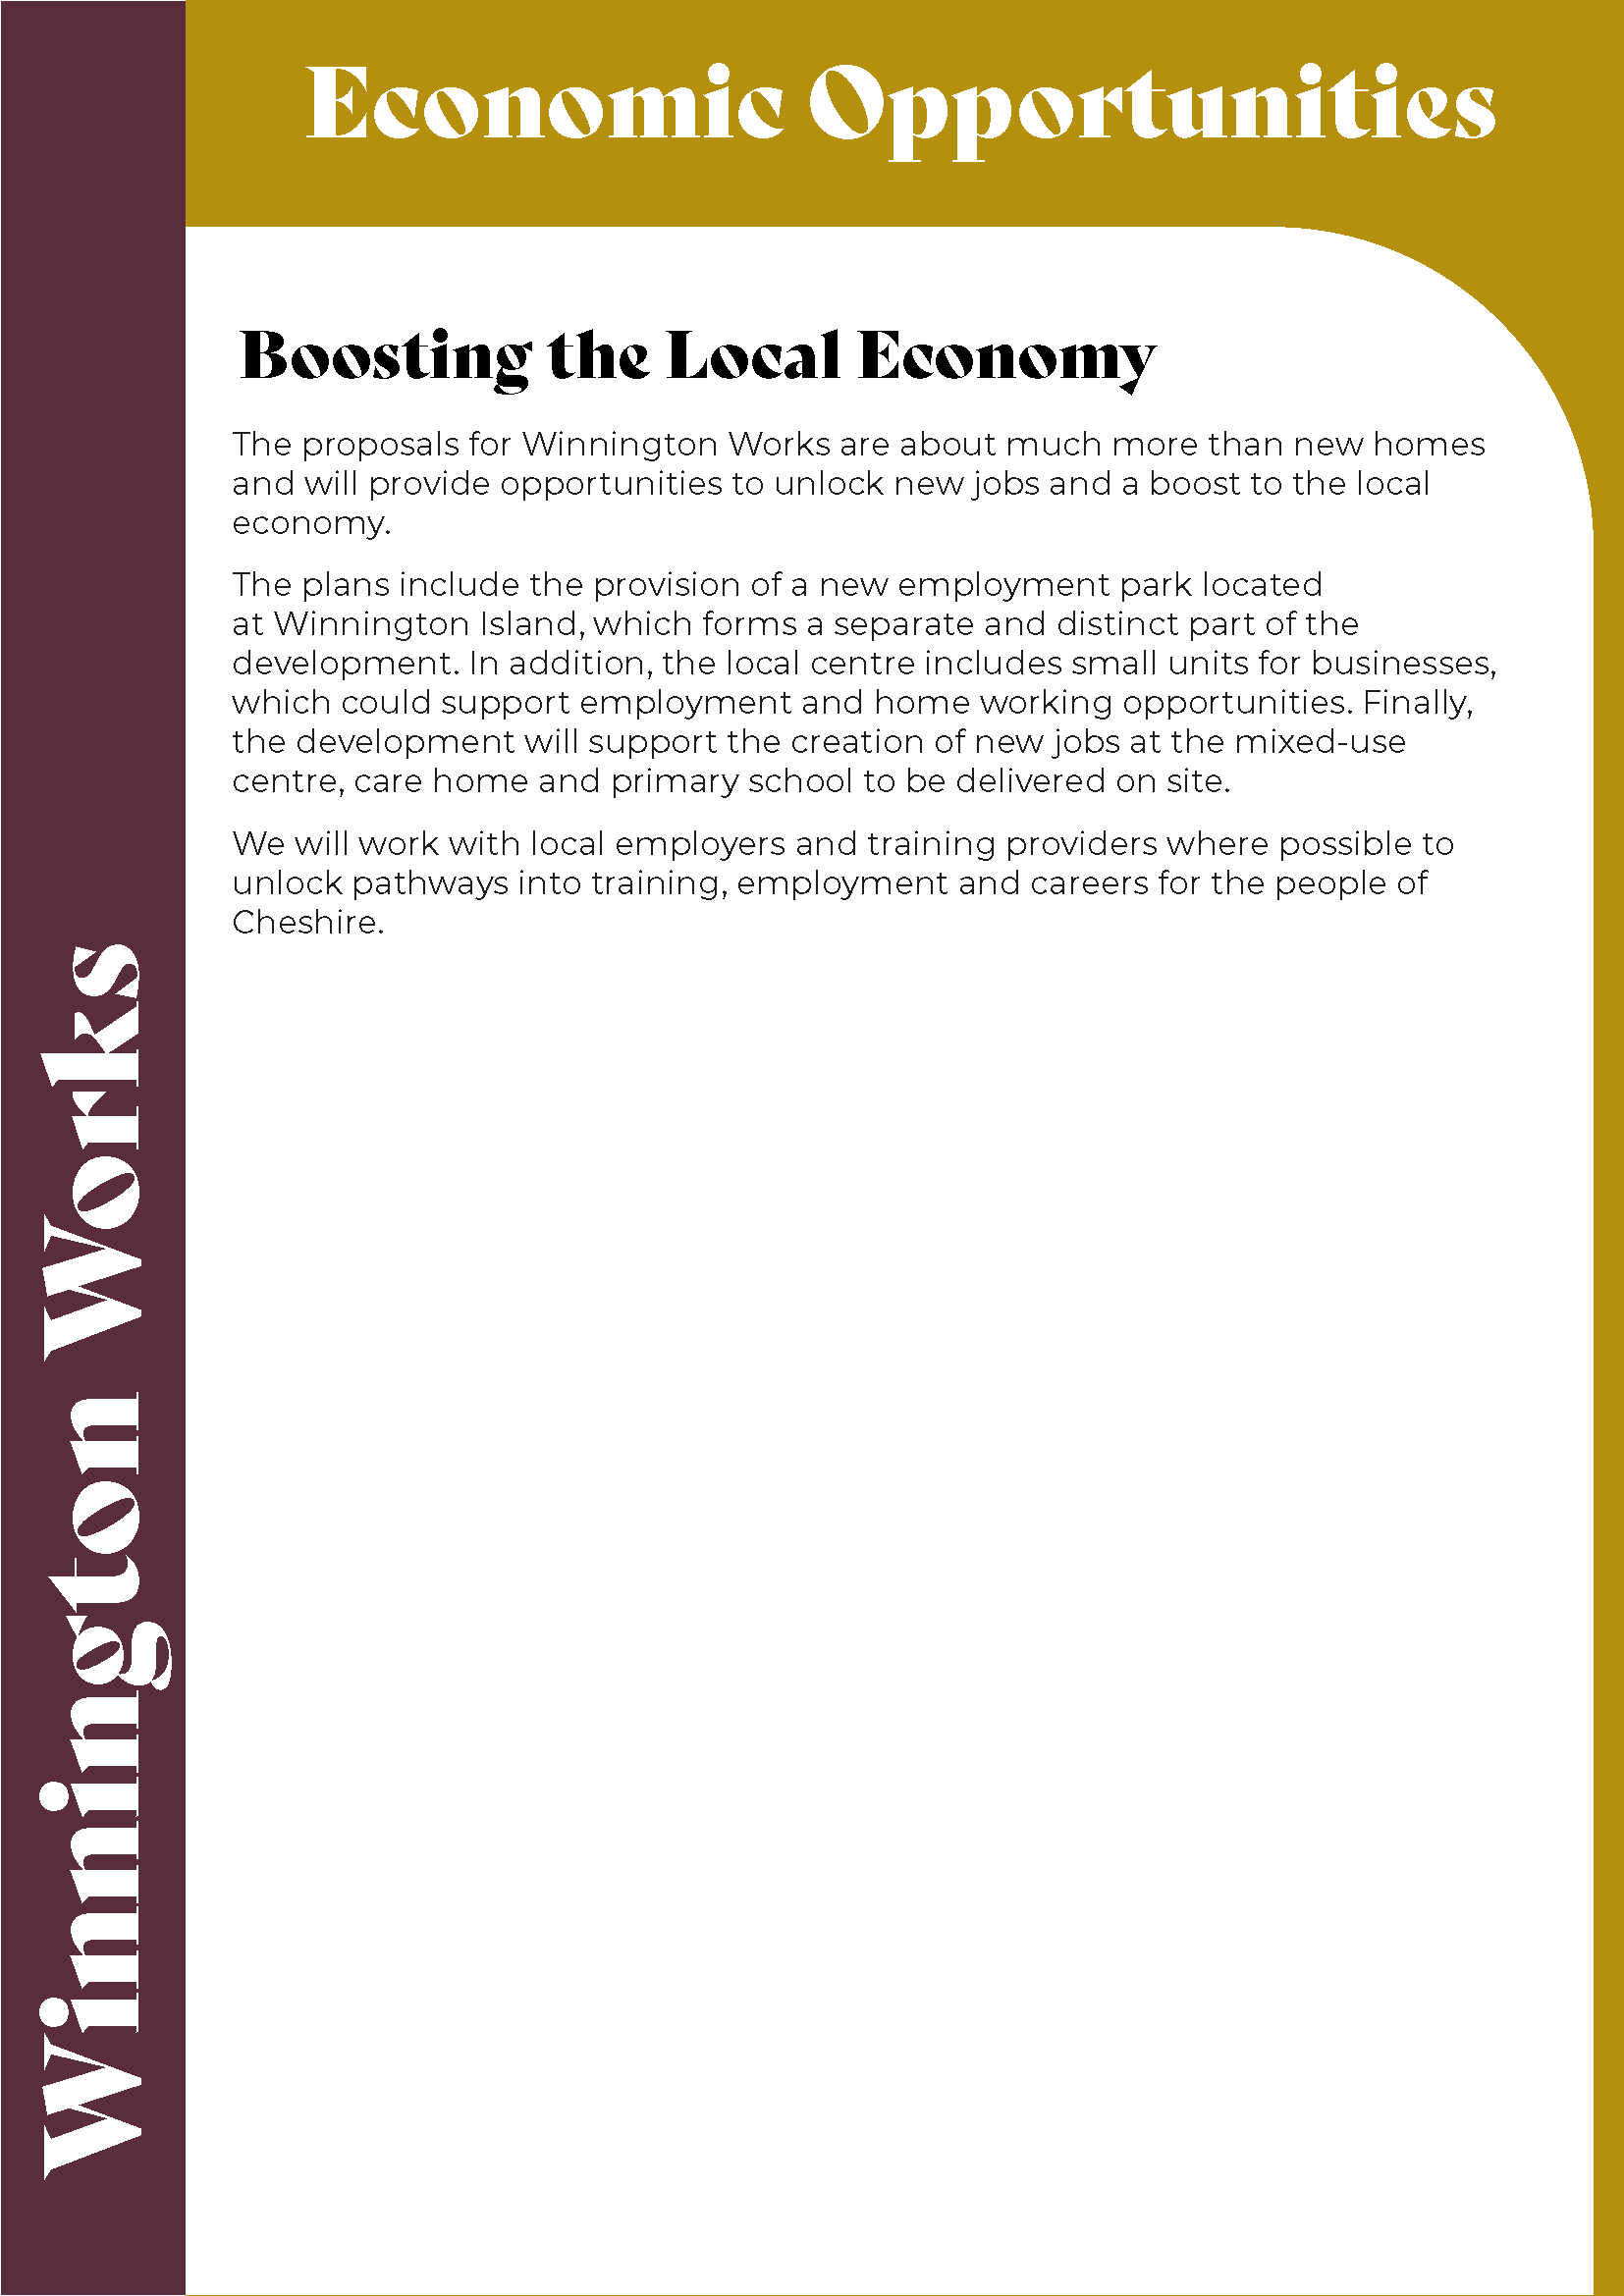 Economic Opportunities
Boosting the Local Economy
The proposals for Winnington Works are about much more than new homes
and will provide opportunities to unlock new jobs and a boost to the local
economy.
The plans include the provision of a new employment park located
at Winnington Island, which forms a separate and distinct part of the
development. In addition, the local centre includes small units for businesses,
which could support employment and home working opportunities. Finally,
the development will support the creation of new jobs at the mixed-use
centre, care home and primary school to be delivered on site.
We will work with local employers and training providers where possible to
unlock pathways into training, employment and careers for the people of
Cheshire.
Winnington Works